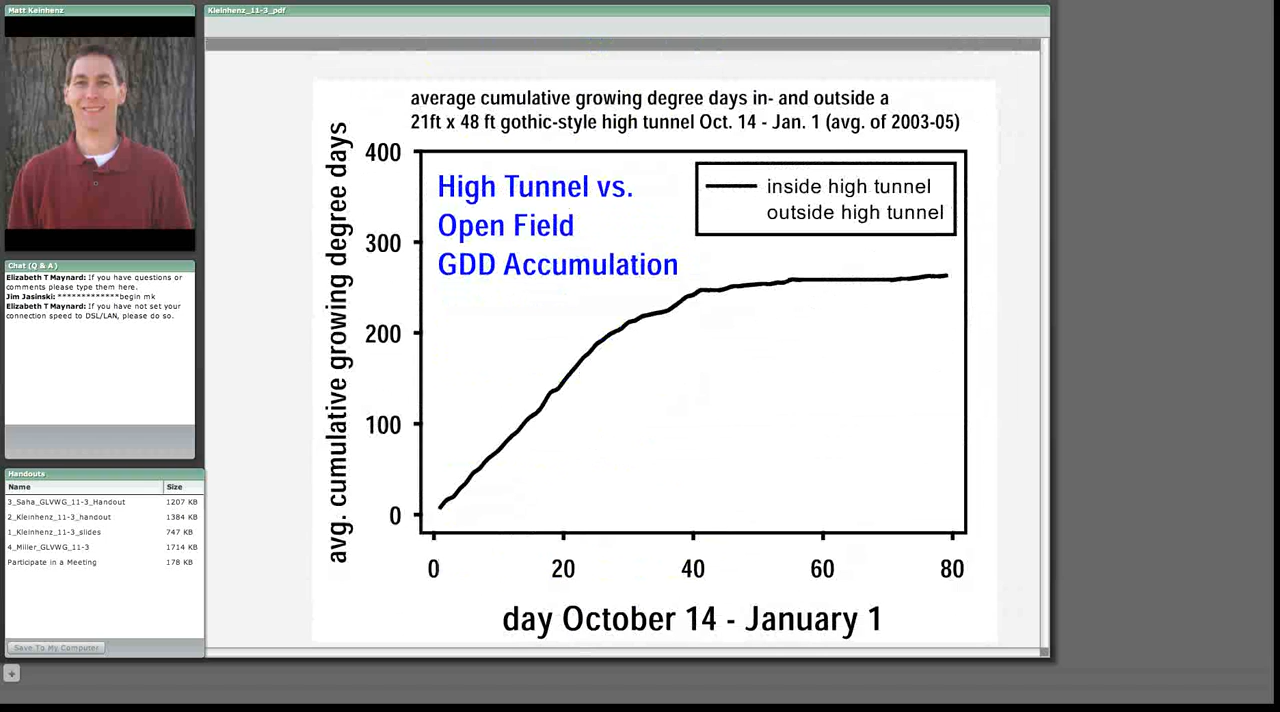 Matt Keinhenz
Chat (Q & A)
Elizabeth T Maynard: If you have questions or
comments please type them here.
Jim Jasinski: *************begin mk
Elizabeth T Maynard: If you have not set your
connection speed to DSL/LAN, please do so.
Handouts
Name Size
3_Saha_GLVWG_11-3_Handout 1207 KB
2_Kleinhenz_11-3_handout 1384 KB
1_Kleinhenz_11-3_slides 747 KB
4_Miller_GLVWG_11-3 1714 KB
Participate in a Meeting 178 KB
Save To My Computer
Kleinhenz_11-3_pdf
average cumulative growing degree days in- and outside a
21ft x 48 ft gothic-style high tunnel Oct. 14 - Jan. 1 (avg. of 2003-05)
avg. cumulative growing degree days
400
300
200
100
0
High Tunnel vs.
Open Field
GDD Accumulation
inside high tunnel
outside high tunnel
0 20 40 60 80
day October 14 - January 1